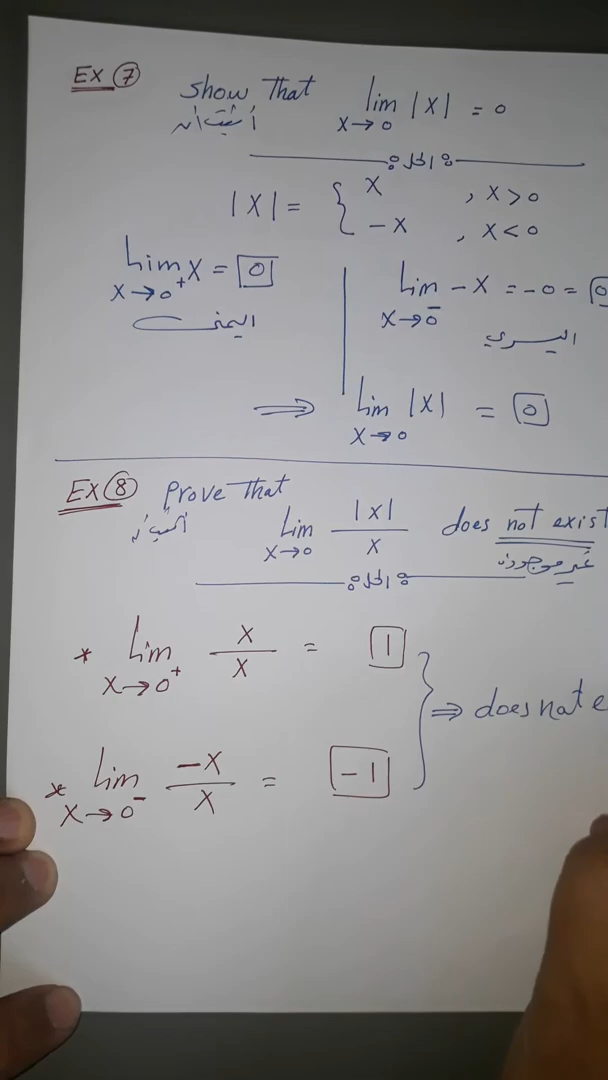 EX ⑦ Show That lim |X| = 0
أثبت أن X→0
الحل
|X| = { X , X>0
-X , X<0
Lim X = 0
X→0⁺
اليمنى
Lim -X = -0 = 0
X→0⁻
اليسرى
⟹ Lim |X| = 0
X→0
EX ⑧ Prove that
أثبت أن
Lim |x|/x does not exist
X→0
غير موجودة
الحل
* Lim x/x = 1
X→0⁺
} ⟹ does not e
* Lim -x/x = -1
X→0⁻